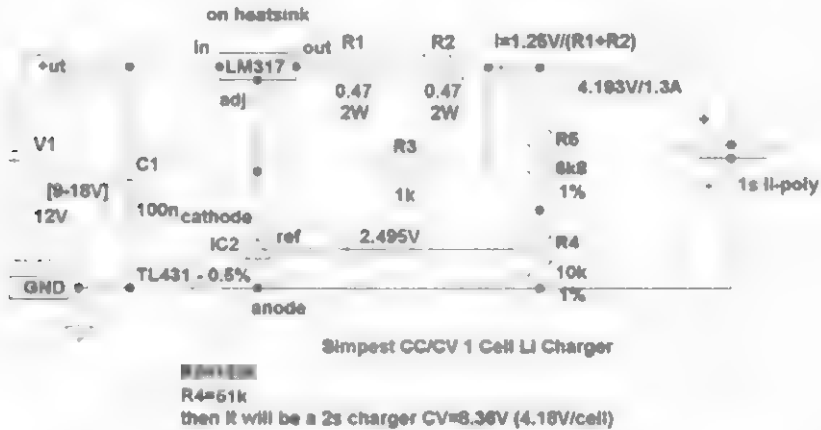 on heatsink
in out R1 R2 I=1.25V/(R1+R2)
LM317
adj
0.47 0.47
2W 2W
4.193V/1.3A
+
V1
C1
R3
R5
[9-18V]
1k
6k8
1%
1s li-poly
12V
100n
cathode
IC2
ref
2.495V
R4
10k
1%
GND
TL431 - 0.5%
anode
Simpest CC/CV 1 Cell Li Charger
R4=51k
then it will be a 2s charger CV=8.36V (4.18V/cell)